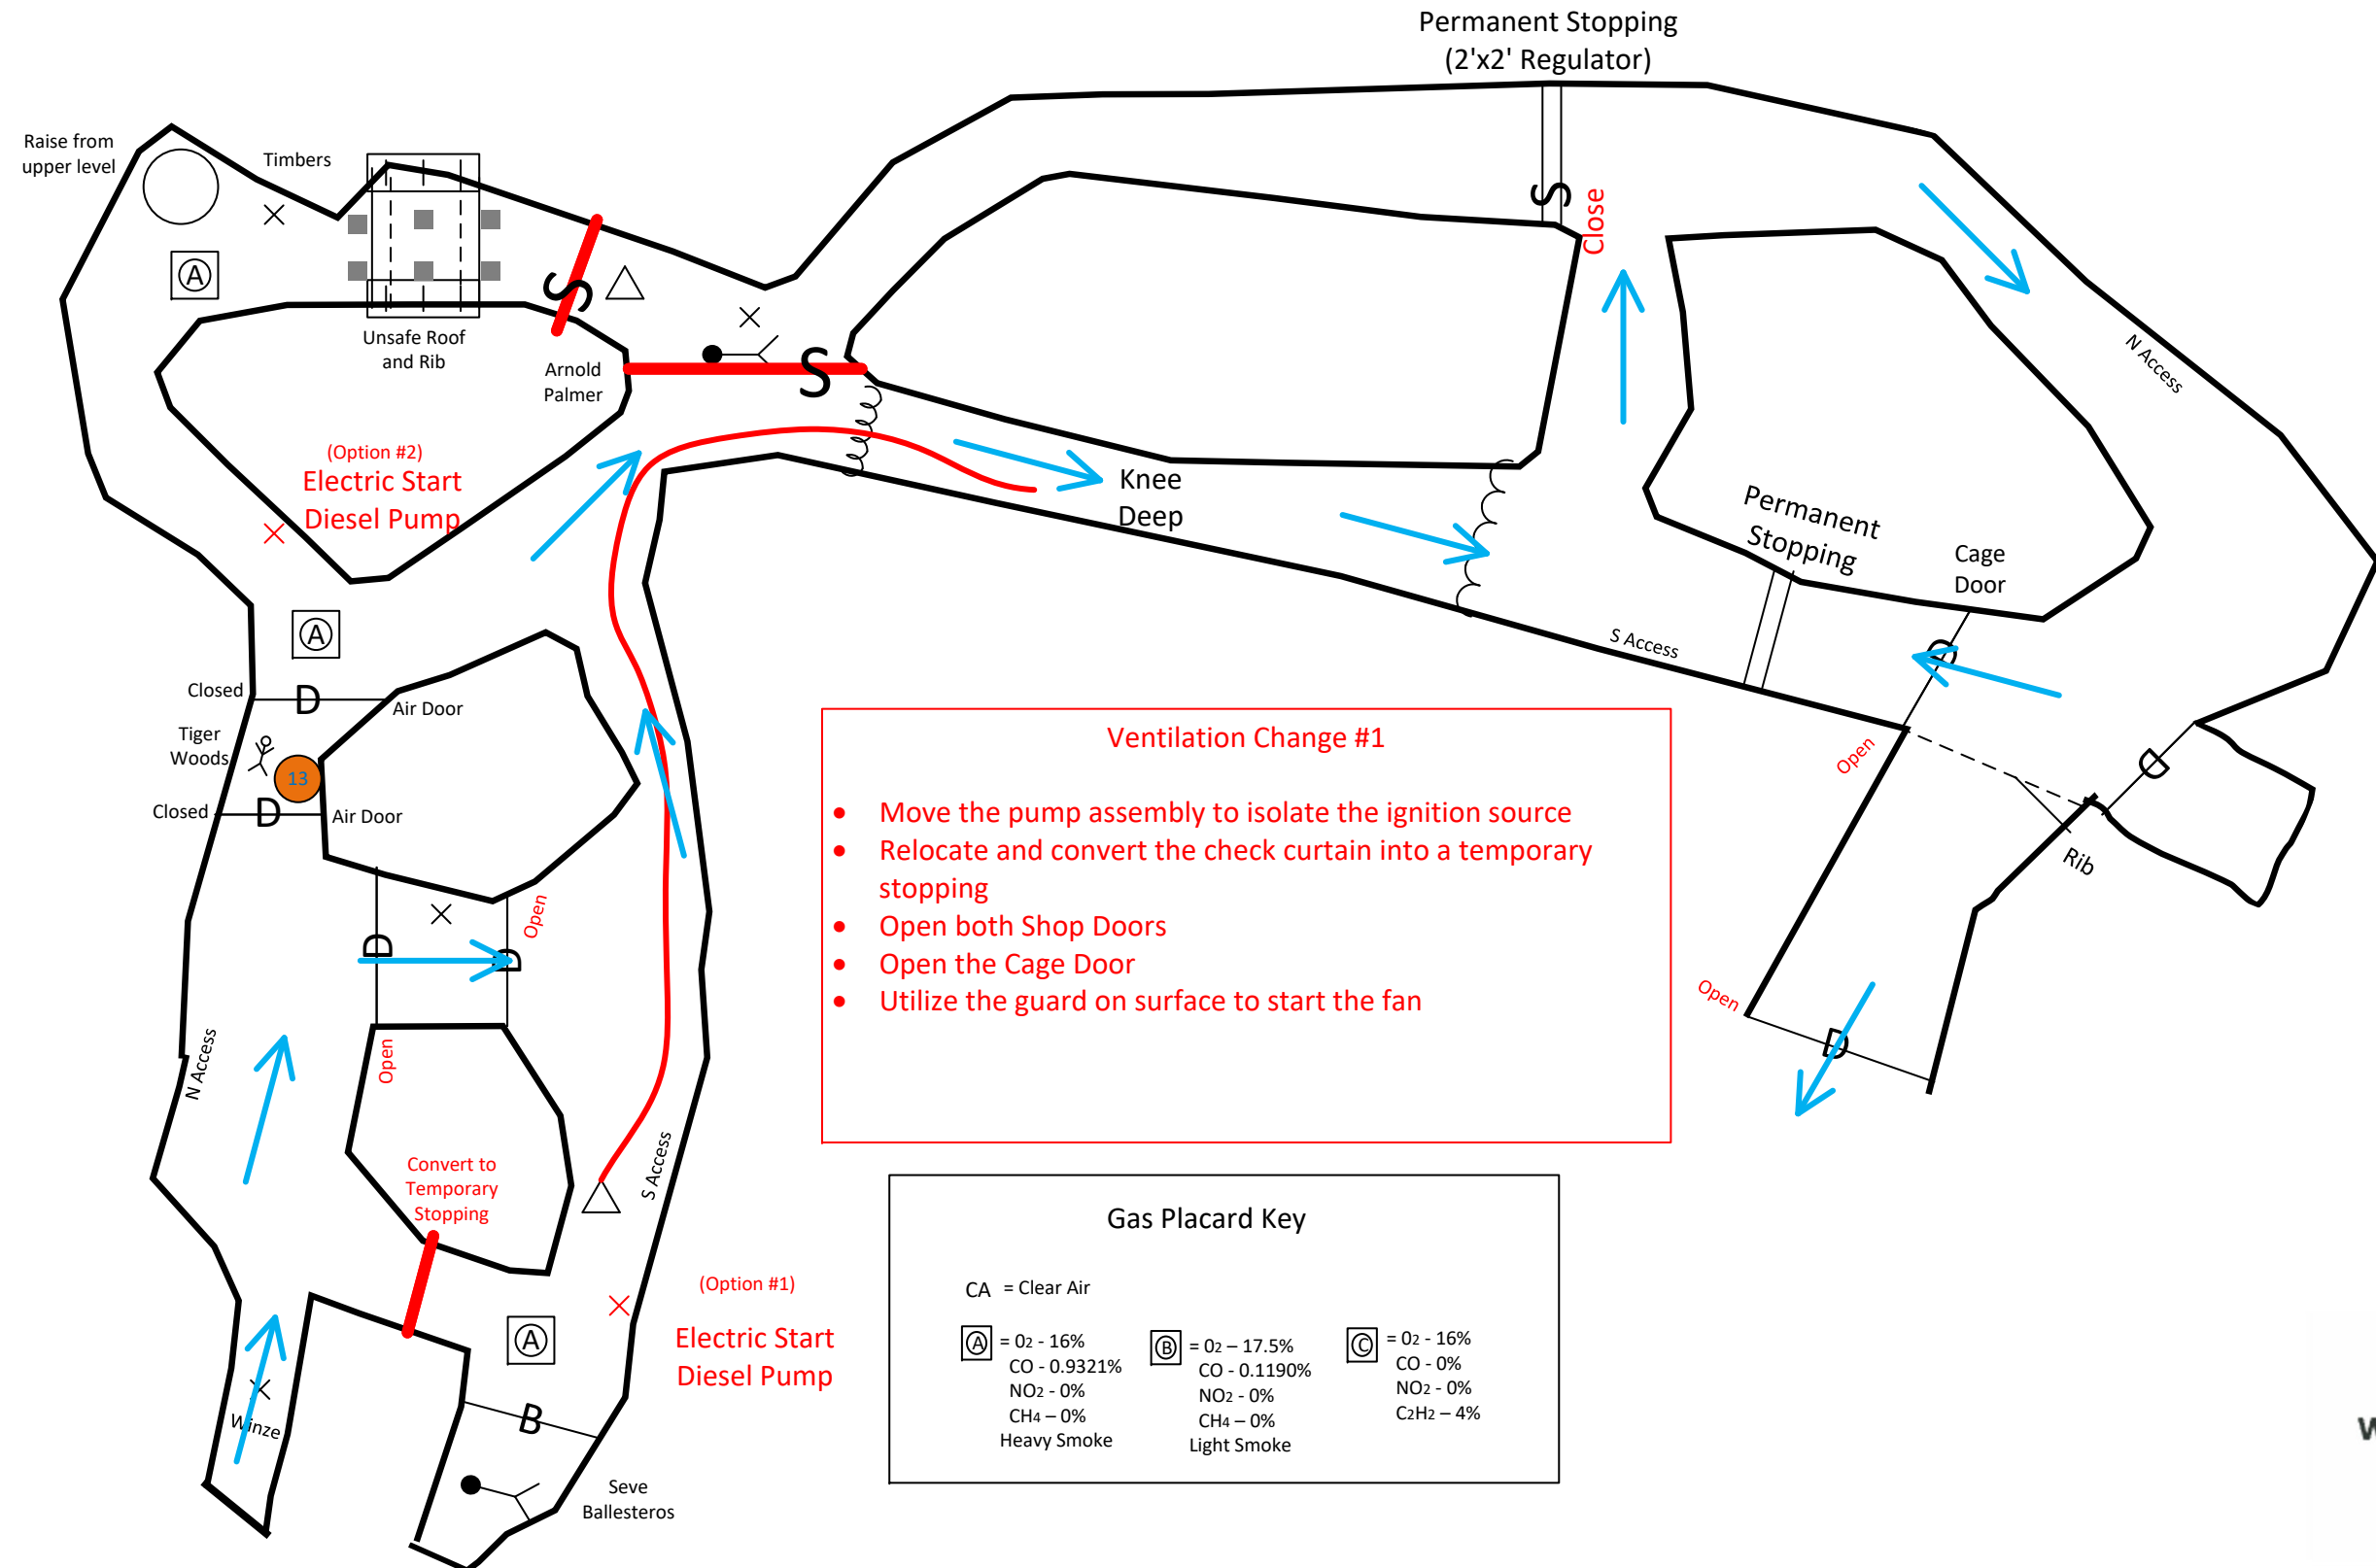 Permanent Stopping
(2'x2' Regulator)
Raise from
upper level
Timbers
A
S
Unsafe Roof
and Rib
S
Close
Arnold
Palmer
S
N Access
(Option #2)
Electric Start
Diesel Pump
Knee
Deep
Permanent
Stopping
Cage
Door
A
S Access
D
Closed
D
Air Door
Tiger
Woods
13
Closed
D
Air Door
Open
D
Rib
Open
D
D
Open
Open
D
N Access
S Access
Ventilation Change #1
• Move the pump assembly to isolate the ignition source
• Relocate and convert the check curtain into a temporary
stopping
• Open both Shop Doors
• Open the Cage Door
• Utilize the guard on surface to start the fan
Convert to
Temporary
Stopping
(Option #1)
Electric Start
Diesel Pump
A
Winze
B
Seve
Ballesteros
Gas Placard Key
CA = Clear Air
A = 02 - 16%
CO - 0.9321%
NO2 - 0%
CH4 – 0%
Heavy Smoke
B = 02 – 17.5%
CO - 0.1190%
NO2 - 0%
CH4 – 0%
Light Smoke
C = 02 - 16%
CO - 0%
NO2 - 0%
C2H2 – 4%